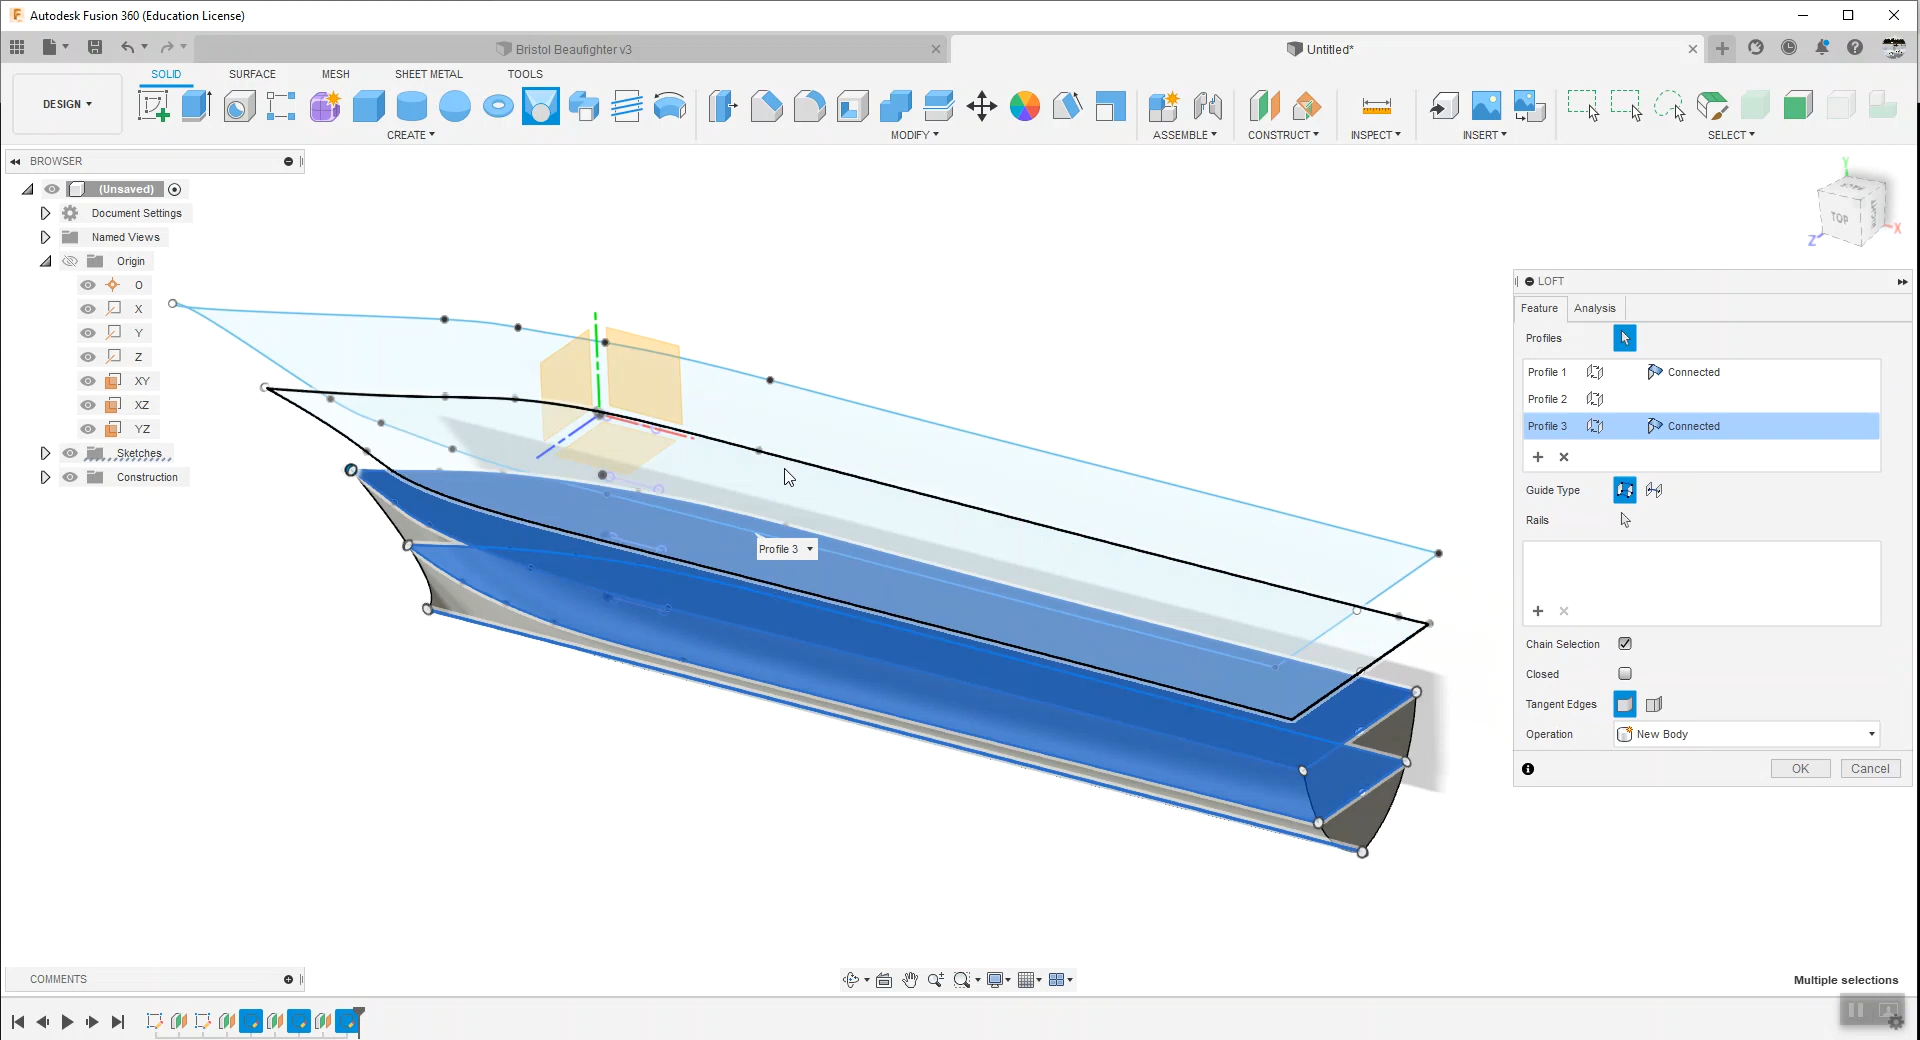 Autodesk Fusion 360 (Education License)
Bristol Beaufighter v3
Untitled*
SOLID SURFACE MESH SHEET METAL TOOLS
DESIGN ▾
CREATE ▾ MODIFY ▾ ASSEMBLE ▾ CONSTRUCT ▾ INSPECT ▾ INSERT ▾ SELECT ▾
BROWSER
(Unsaved)
Document Settings
Named Views
Origin
O
X
Y
Z
XY
XZ
YZ
Sketches
Construction
Y
TOP
X
Z
LOFT
Feature Analysis
Profiles
Profile 1 Connected
Profile 2
Profile 3 Connected
Guide Type
Rails
Chain Selection
Closed
Tangent Edges
Operation New Body
OK Cancel
Profile 3
COMMENTS
Multiple selections